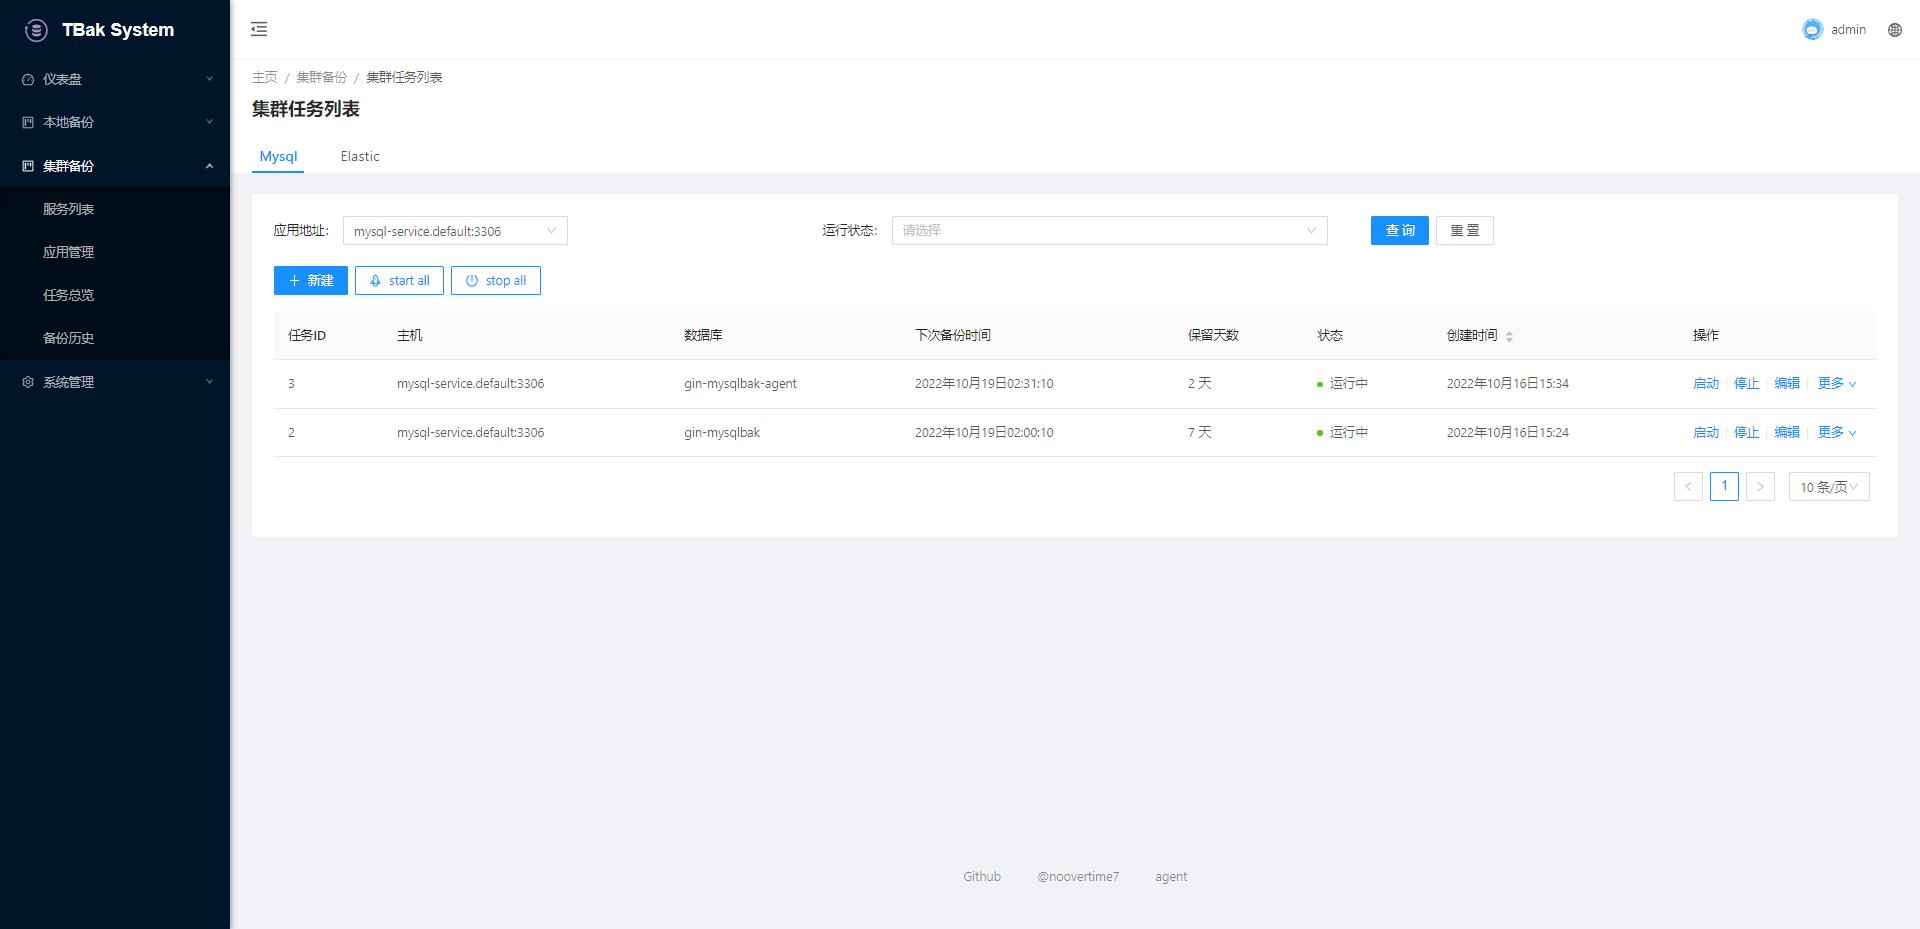 TBak System
admin
仪表盘
本地备份
集群备份
服务列表
应用管理
任务总览
备份历史
系统管理
主页 / 集群备份 / 集群任务列表
集群任务列表
Mysql Elastic
应用地址: mysql-service.default:3306 运行状态: 请选择 查 询 重 置
+ 新建 start all stop all
任务ID 主机 数据库 下次备份时间 保留天数 状态 创建时间 操作
3 mysql-service.default:3306 gin-mysqlbak-agent 2022年10月19日02:31:10 2 天 运行中 2022年10月16日15:34 启动 停止 编辑 更多
2 mysql-service.default:3306 gin-mysqlbak 2022年10月19日02:00:10 7 天 运行中 2022年10月16日15:24 启动 停止 编辑 更多
< 1 > 10 条/页
Github @noovertime7 agent